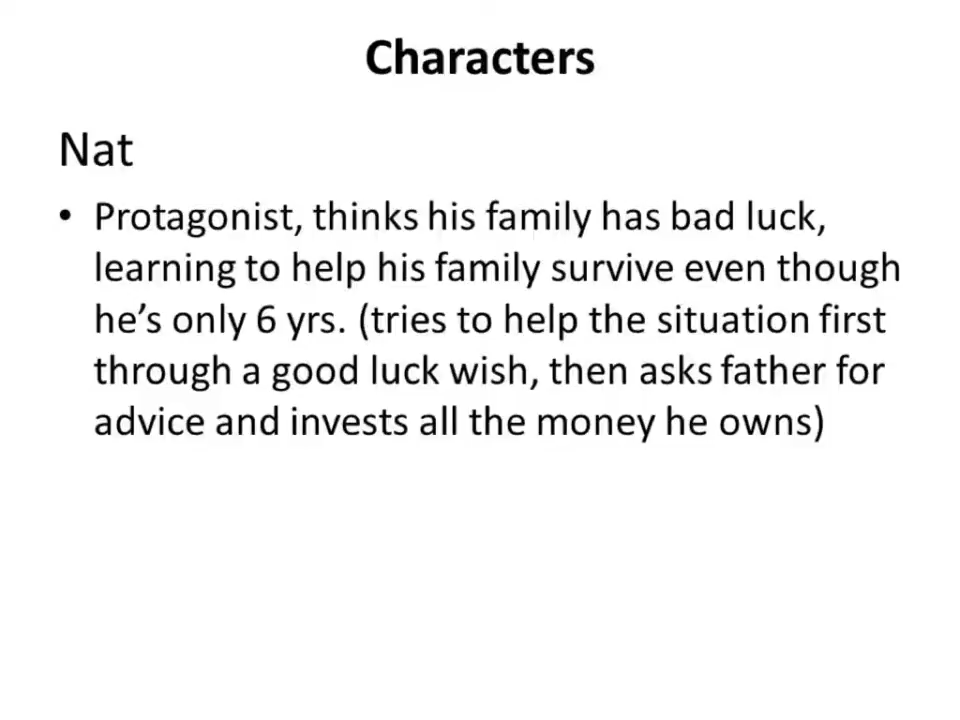 Characters
Nat
• Protagonist, thinks his family has bad luck,
learning to help his family survive even though
he’s only 6 yrs. (tries to help the situation first
through a good luck wish, then asks father for
advice and invests all the money he owns)